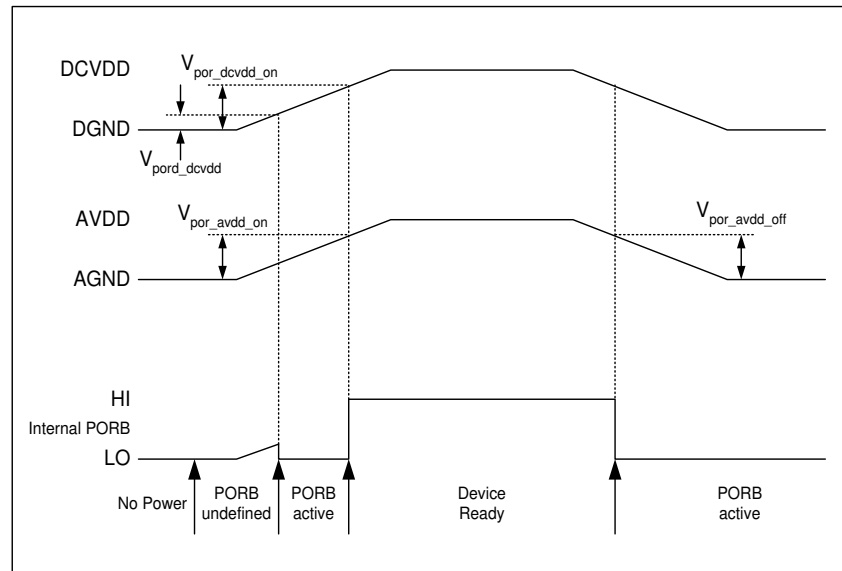 V_por_dcvdd_on
DCVDD
DGND
V_pord_dcvdd
V_por_avdd_on
V_por_avdd_off
AVDD
AGND
HI
Internal PORB
LO
No Power
PORB
undefined
PORB
active
Device
Ready
PORB
active